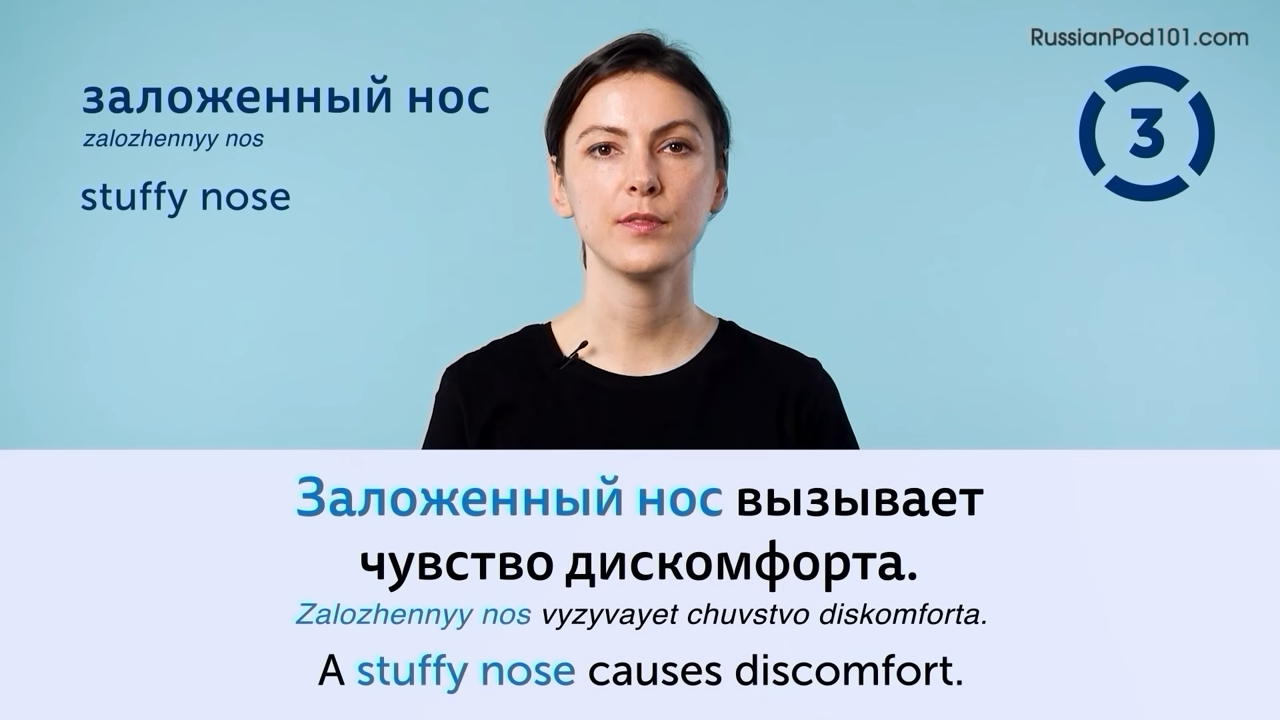 RussianPod101.com
заложенный нос
zalozhennyy nos
stuffy nose
3
Заложенный нос вызывает
чувство дискомфорта.
Zalozhennyy nos vyzyvayet chuvstvo diskomforta.
A stuffy nose causes discomfort.